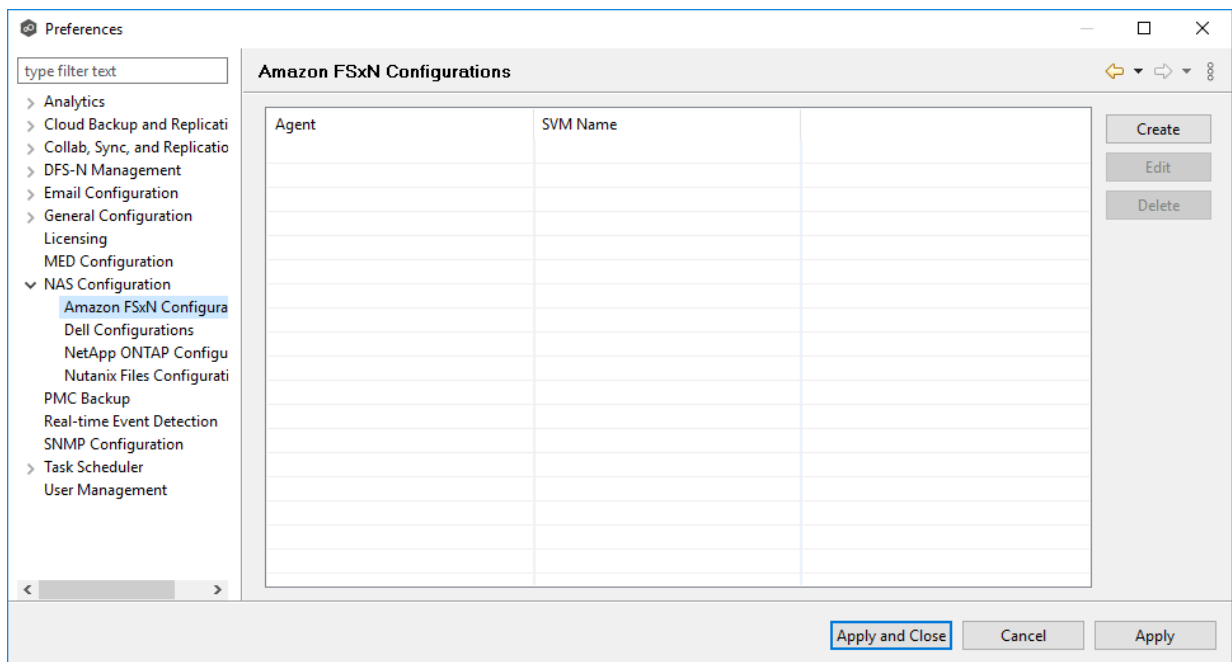 Preferences
type filter text
Analytics
Cloud Backup and Replicati
Collab, Sync, and Replicatio
DFS-N Management
Email Configuration
General Configuration
Licensing
MED Configuration
NAS Configuration
Amazon FSxN Configura
Dell Configurations
NetApp ONTAP Configu
Nutanix Files Configurati
PMC Backup
Real-time Event Detection
SNMP Configuration
Task Scheduler
User Management
Amazon FSxN Configurations
Agent SVM Name
Create
Edit
Delete
Apply and Close Cancel Apply